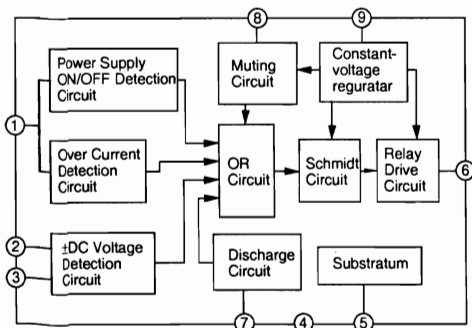 8
9
Power Supply
ON/OFF Detection
Circuit
Muting
Circuit
Constant-
voltage
reguratar
1
Over Current
Detection
Circuit
OR
Circuit
Schmidt
Circuit
Relay
Drive
Circuit
6
2
3
±DC Voltage
Detection
Circuit
Discharge
Circuit
Substratum
7
4
5